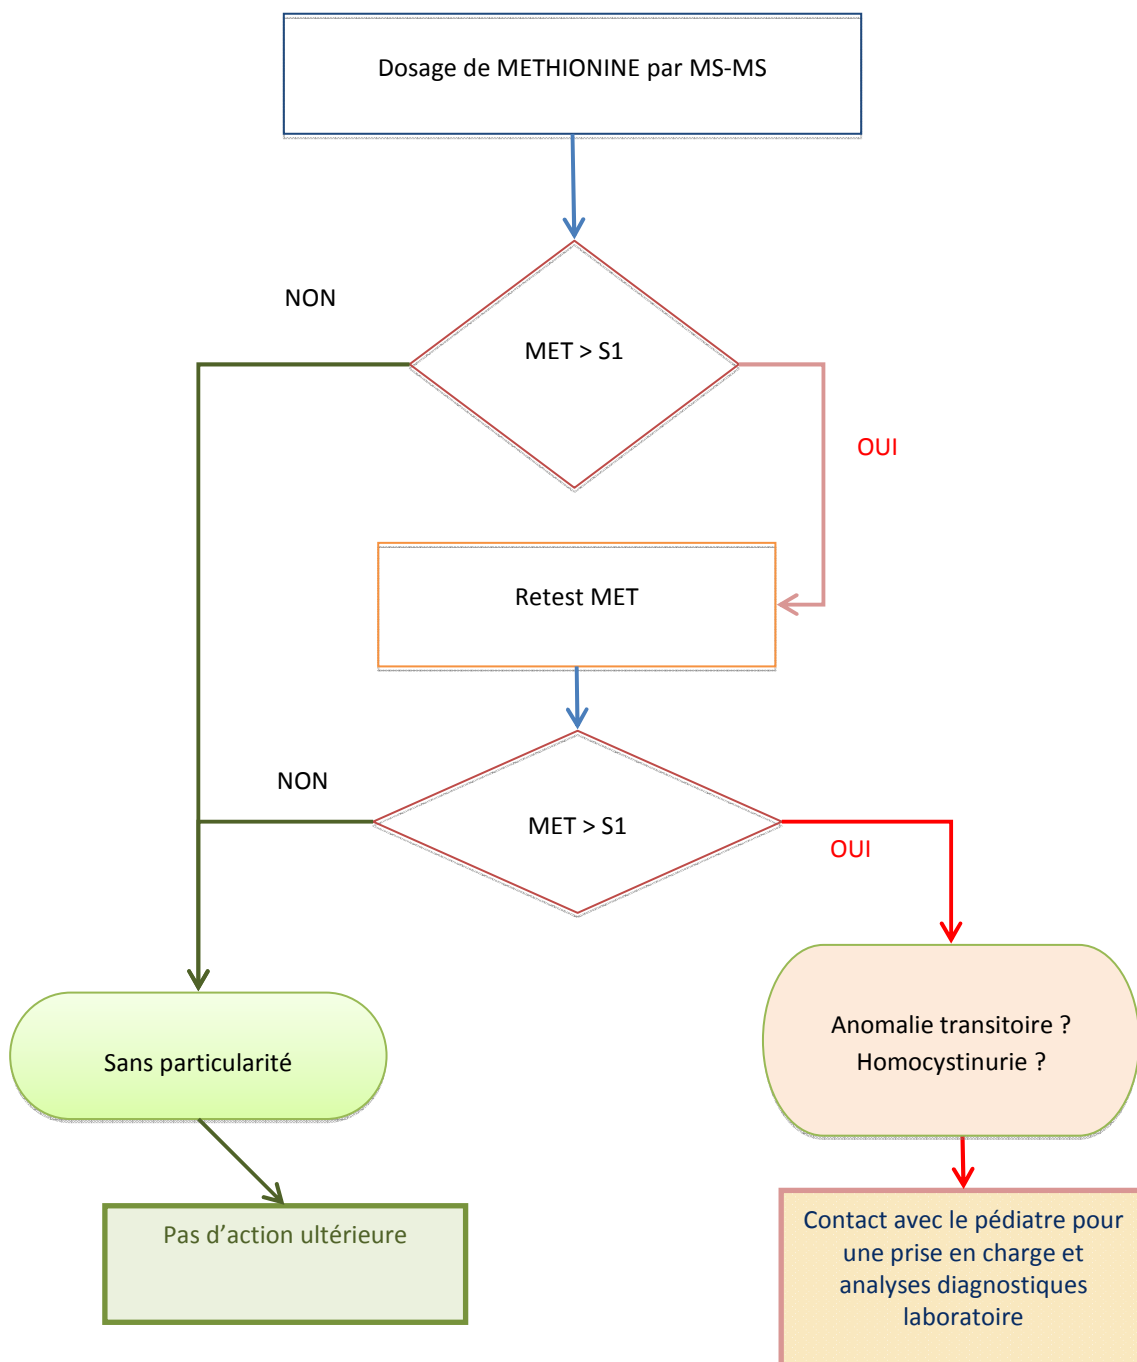 Dosage de METHIONINE par MS-MS
NON
MET > S1
OUI
Retest MET
NON
MET > S1
OUI
Anomalie transitoire ?
Homocystinurie ?
Sans particularité
Pas d’action ultérieure
Contact avec le pédiatre pour
une prise en charge et
analyses diagnostiques
laboratoire